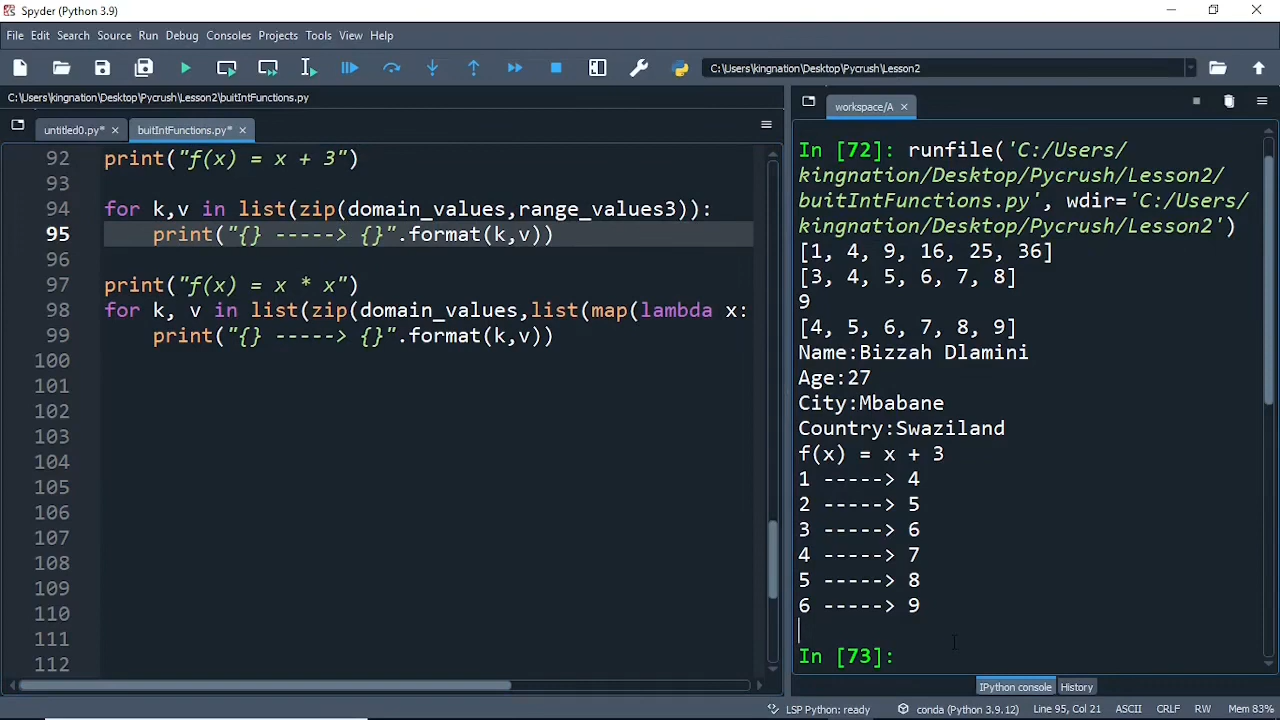 Spyder (Python 3.9)
File Edit Search Source Run Debug Consoles Projects Tools View Help
C:\Users\kingnation\Desktop\Pycrush\Lesson2
C:\Users\kingnation\Desktop\Pycrush\Lesson2\buitIntFunctions.py
untitled0.py* buitIntFunctions.py*
92 print("f(x) = x + 3")
93
94 for k,v in list(zip(domain_values,range_values3)):
95 print("{} -----> {}".format(k,v))
96
97 print("f(x) = x * x")
98 for k, v in list(zip(domain_values,list(map(lambda x:
99 print("{} -----> {}".format(k,v))
100
101
102
103
104
105
106
107
108
109
110
111
112
workspace/A
In [72]: runfile('C:/Users/
kingnation/Desktop/Pycrush/Lesson2/
buitIntFunctions.py', wdir='C:/Users/
kingnation/Desktop/Pycrush/Lesson2')
[1, 4, 9, 16, 25, 36]
[3, 4, 5, 6, 7, 8]
9
[4, 5, 6, 7, 8, 9]
Name:Bizzah Dlamini
Age:27
City:Mbabane
Country:Swaziland
f(x) = x + 3
1 -----> 4
2 -----> 5
3 -----> 6
4 -----> 7
5 -----> 8
6 -----> 9
In [73]:
IPython console History
LSP Python: ready conda (Python 3.9.12) Line 95, Col 21 ASCII CRLF RW Mem 83%